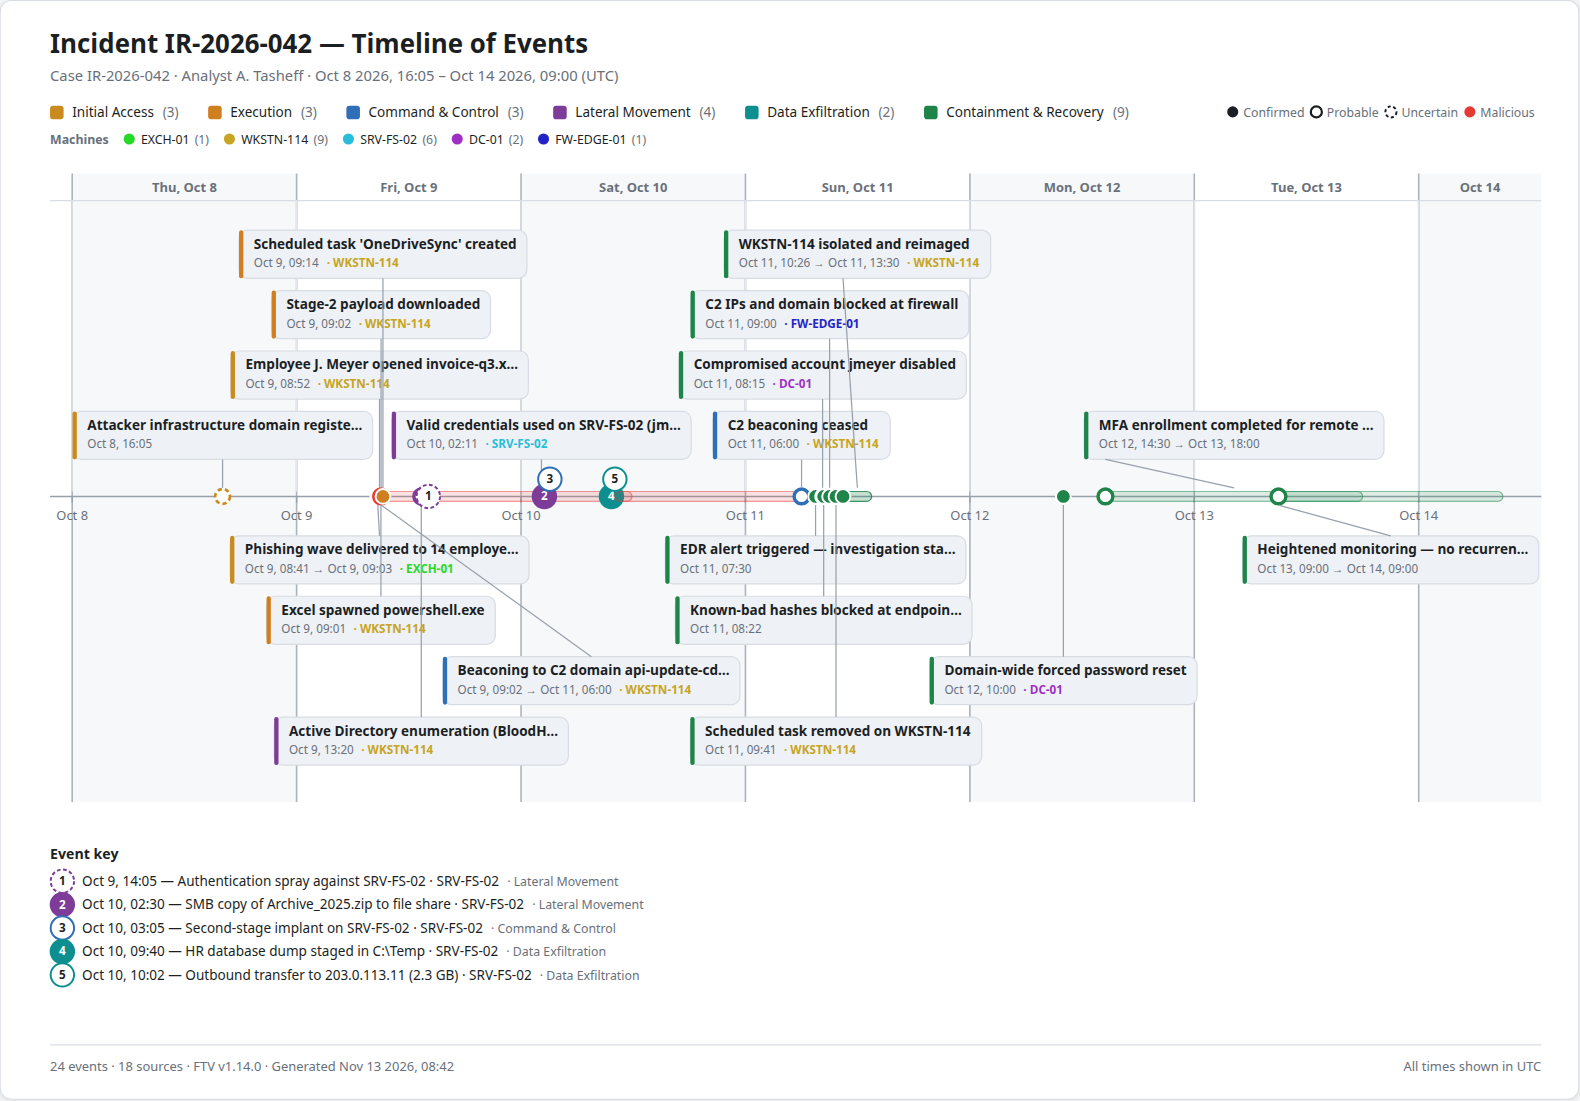 Incident IR-2026-042 — Timeline of Events
Case IR-2026-042 · Analyst A. Tasheff · Oct 8 2026, 16:05 – Oct 14 2026, 09:00 (UTC)
Initial Access (3) Execution (3) Command & Control (3) Lateral Movement (4) Data Exfiltration (2) Containment & Recovery (9) Confirmed Probable Uncertain Malicious
Machines EXCH-01 (1) WKSTN-114 (9) SRV-FS-02 (6) DC-01 (2) FW-EDGE-01 (1)
Thu, Oct 8 Fri, Oct 9 Sat, Oct 10 Sun, Oct 11 Mon, Oct 12 Tue, Oct 13 Oct 14
Scheduled task 'OneDriveSync' created
Oct 9, 09:14 · WKSTN-114
WKSTN-114 isolated and reimaged
Oct 11, 10:26 → Oct 11, 13:30 · WKSTN-114
Stage-2 payload downloaded
Oct 9, 09:02 · WKSTN-114
C2 IPs and domain blocked at firewall
Oct 11, 09:00 · FW-EDGE-01
Employee J. Meyer opened invoice-q3.x...
Oct 9, 08:52 · WKSTN-114
Compromised account jmeyer disabled
Oct 11, 08:15 · DC-01
Attacker infrastructure domain registe...
Oct 8, 16:05
Valid credentials used on SRV-FS-02 (jm...
Oct 10, 02:11 · SRV-FS-02
C2 beaconing ceased
Oct 11, 06:00 · WKSTN-114
MFA enrollment completed for remote ...
Oct 12, 14:30 → Oct 13, 18:00
3 5
1 2 4
Oct 8 Oct 9 Oct 10 Oct 11 Oct 12 Oct 13 Oct 14
Phishing wave delivered to 14 employe...
Oct 9, 08:41 → Oct 9, 09:03 · EXCH-01
EDR alert triggered — investigation sta...
Oct 11, 07:30
Heightened monitoring — no recurren...
Oct 13, 09:00 → Oct 14, 09:00
Excel spawned powershell.exe
Oct 9, 09:01 · WKSTN-114
Known-bad hashes blocked at endpoin...
Oct 11, 08:22
Beaconing to C2 domain api-update-cd...
Oct 9, 09:02 → Oct 11, 06:00 · WKSTN-114
Domain-wide forced password reset
Oct 12, 10:00 · DC-01
Active Directory enumeration (BloodH...
Oct 9, 13:20 · WKSTN-114
Scheduled task removed on WKSTN-114
Oct 11, 09:41 · WKSTN-114
Event key
1 Oct 9, 14:05 — Authentication spray against SRV-FS-02 · SRV-FS-02 · Lateral Movement
2 Oct 10, 02:30 — SMB copy of Archive_2025.zip to file share · SRV-FS-02 · Lateral Movement
3 Oct 10, 03:05 — Second-stage implant on SRV-FS-02 · SRV-FS-02 · Command & Control
4 Oct 10, 09:40 — HR database dump staged in C:\Temp · SRV-FS-02 · Data Exfiltration
5 Oct 10, 10:02 — Outbound transfer to 203.0.113.11 (2.3 GB) · SRV-FS-02 · Data Exfiltration
24 events · 18 sources · FTV v1.14.0 · Generated Nov 13 2026, 08:42 All times shown in UTC